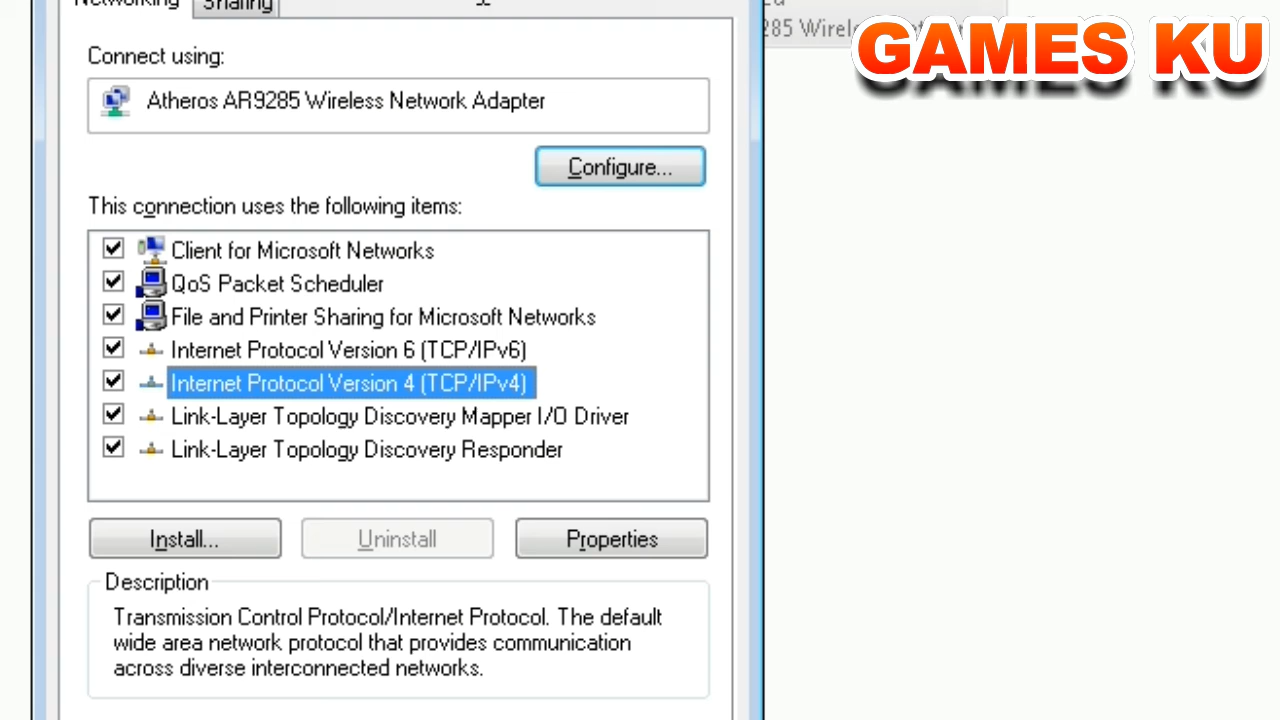 Networking Sharing
GAMES KU
Connect using:
Atheros AR9285 Wireless Network Adapter
Configure...
This connection uses the following items:
Client for Microsoft Networks
QoS Packet Scheduler
File and Printer Sharing for Microsoft Networks
Internet Protocol Version 6 (TCP/IPv6)
Internet Protocol Version 4 (TCP/IPv4)
Link-Layer Topology Discovery Mapper I/O Driver
Link-Layer Topology Discovery Responder
Install... Uninstall Properties
Description
Transmission Control Protocol/Internet Protocol. The default
wide area network protocol that provides communication
across diverse interconnected networks.